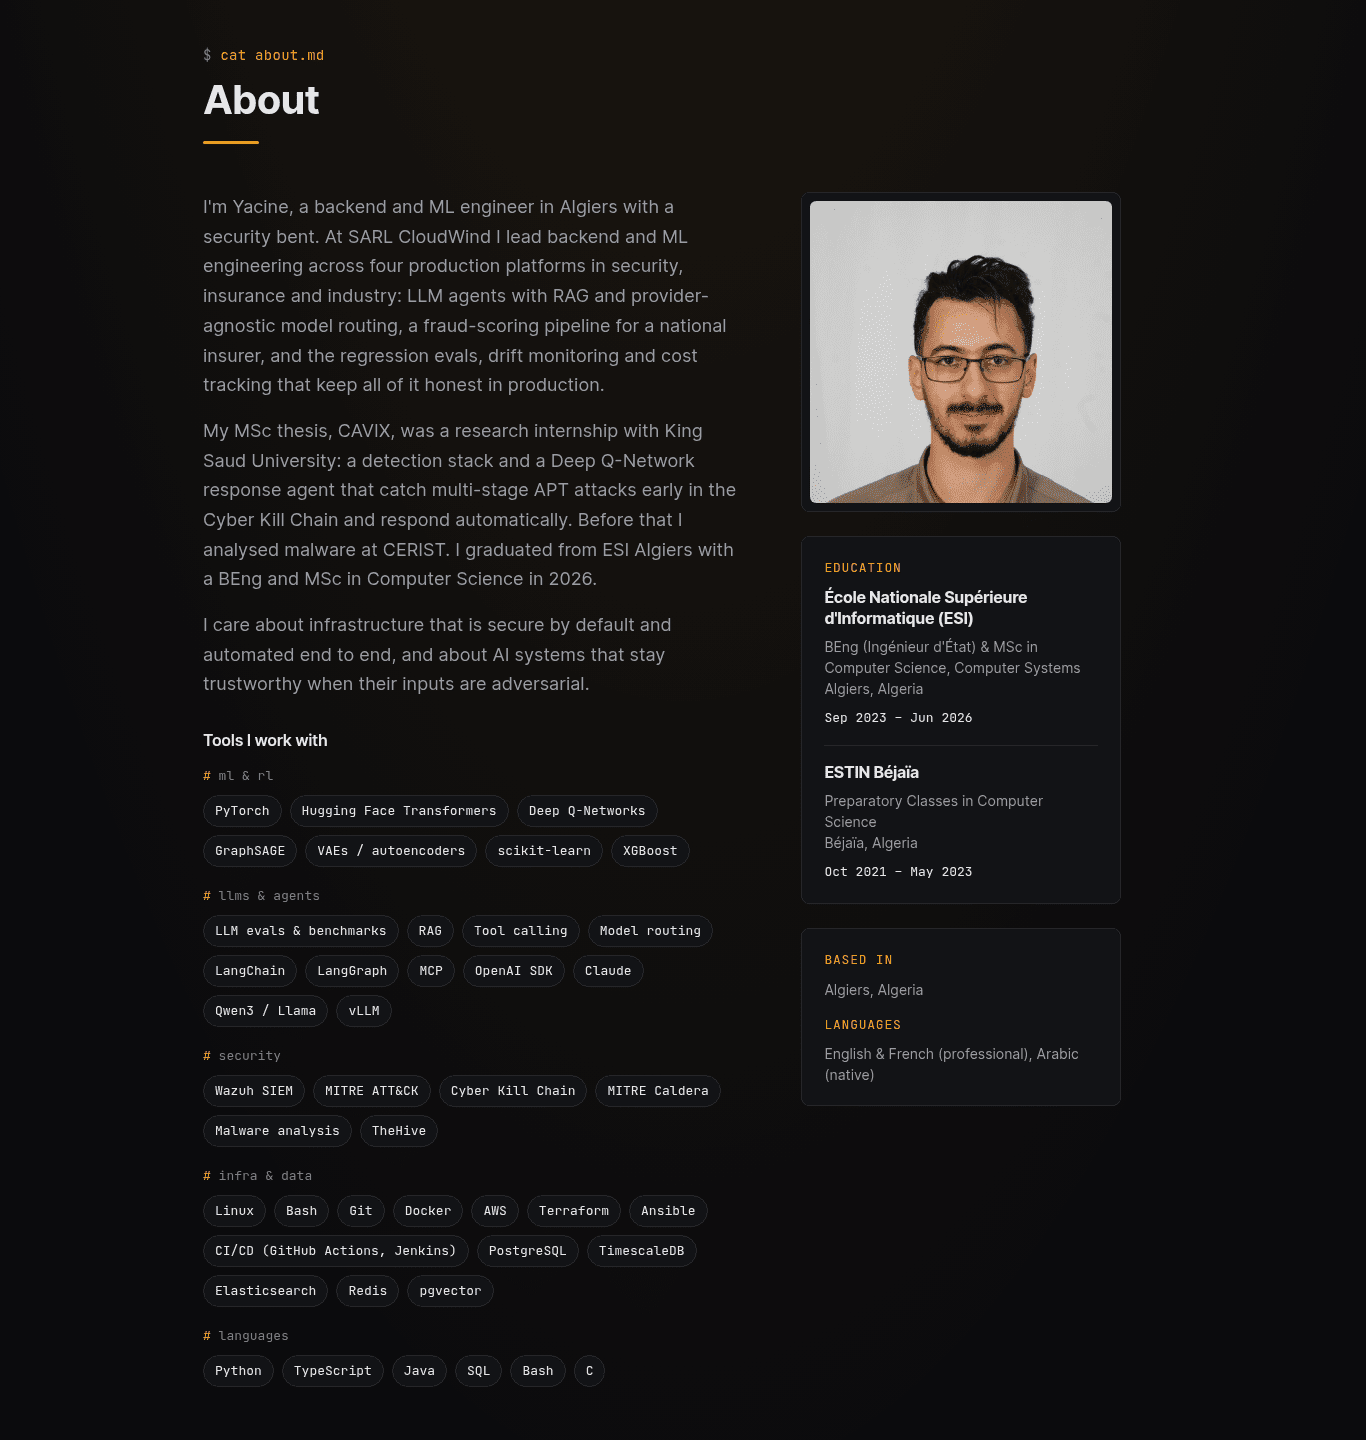 $ cat about.md
About
I'm Yacine, a backend and ML engineer in Algiers with a
security bent. At SARL CloudWind I lead backend and ML
engineering across four production platforms in security,
insurance and industry: LLM agents with RAG and provider-
agnostic model routing, a fraud-scoring pipeline for a national
insurer, and the regression evals, drift monitoring and cost
tracking that keep all of it honest in production.
My MSc thesis, CAVIX, was a research internship with King
Saud University: a detection stack and a Deep Q-Network
response agent that catch multi-stage APT attacks early in the
Cyber Kill Chain and respond automatically. Before that I
analysed malware at CERIST. I graduated from ESI Algiers with
a BEng and MSc in Computer Science in 2026.
I care about infrastructure that is secure by default and
automated end to end, and about AI systems that stay
trustworthy when their inputs are adversarial.
Tools I work with
# ml & rl
PyTorch Hugging Face Transformers Deep Q-Networks
GraphSAGE VAEs / autoencoders scikit-learn XGBoost
# llms & agents
LLM evals & benchmarks RAG Tool calling Model routing
LangChain LangGraph MCP OpenAI SDK Claude
Qwen3 / Llama vLLM
# security
Wazuh SIEM MITRE ATT&CK Cyber Kill Chain MITRE Caldera
Malware analysis TheHive
# infra & data
Linux Bash Git Docker AWS Terraform Ansible
CI/CD (GitHub Actions, Jenkins) PostgreSQL TimescaleDB
Elasticsearch Redis pgvector
# languages
Python TypeScript Java SQL Bash C
EDUCATION
École Nationale Supérieure
d'Informatique (ESI)
BEng (Ingénieur d'État) & MSc in
Computer Science, Computer Systems
Algiers, Algeria
Sep 2023 – Jun 2026
ESTIN Béjaïa
Preparatory Classes in Computer
Science
Béjaïa, Algeria
Oct 2021 – May 2023
BASED IN
Algiers, Algeria
LANGUAGES
English & French (professional), Arabic
(native)